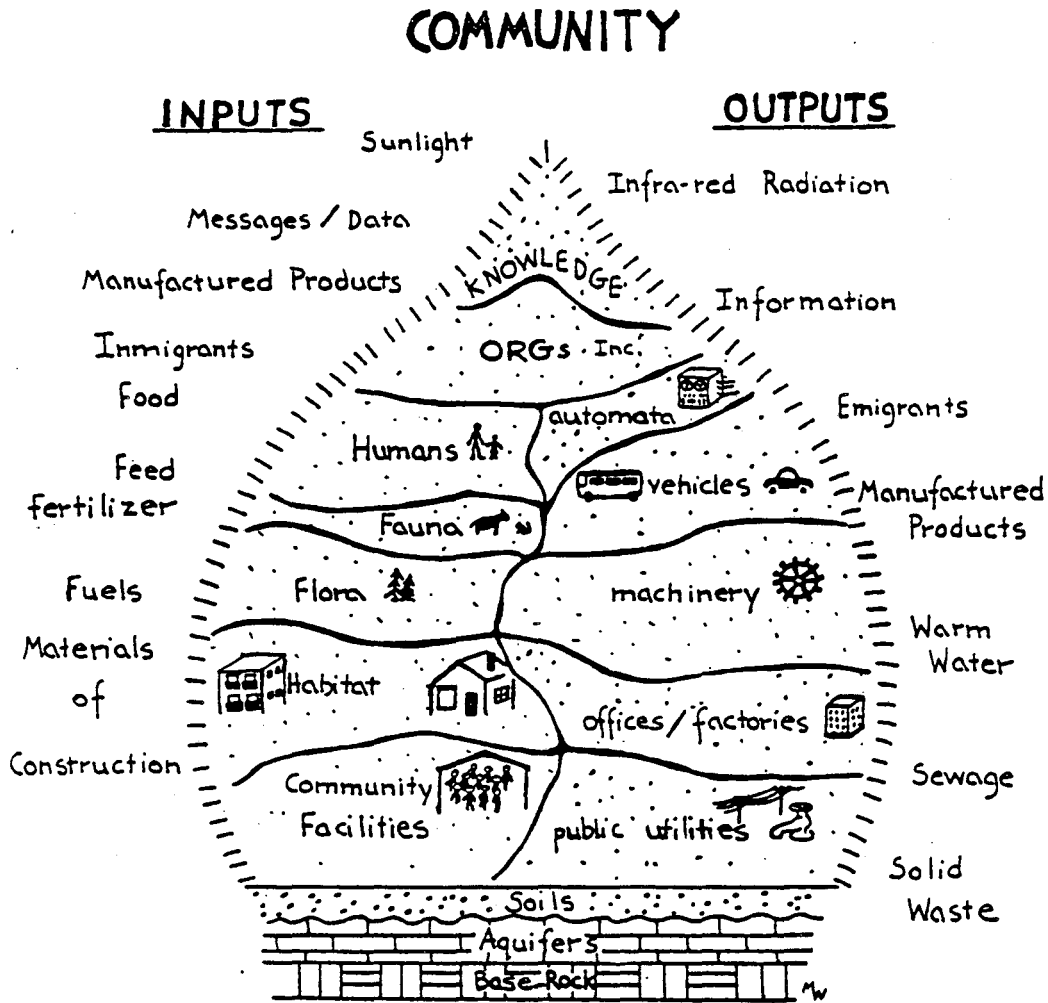 COMMUNITY
INPUTS
OUTPUTS
Sunlight
Infra-red Radiation
Messages / Data
KNOWLEDGE
Manufactured Products
Information
Inmigrants
ORGs. Inc.
Food
automata
Emigrants
Humans
Feed
fertilizer
vehicles
Manufactured
Products
Fauna
Fuels
Flora
machinery
Materials
of
Construction
Warm
Water
Habitat
offices / factories
Sewage
Community
Facilities
public utilities
Solid
Waste
Soils
Aquifers
Base Rock
MW